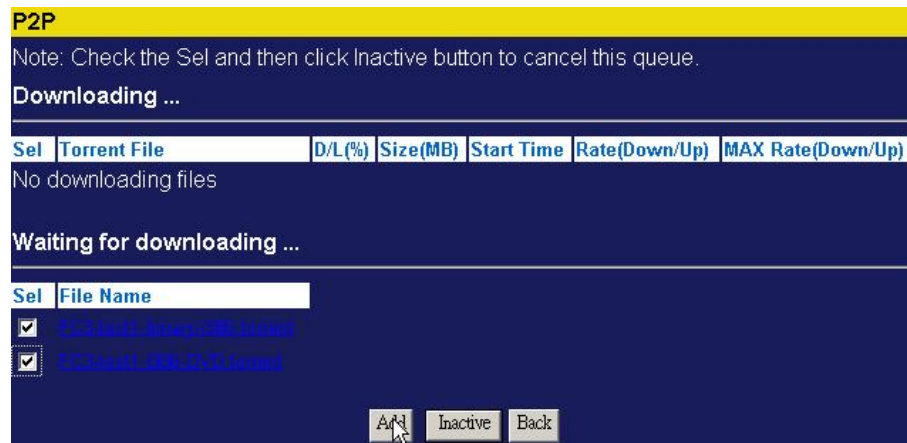 P2P
Note: Check the Sel and then click Inactive button to cancel this queue.
Downloading ...
Sel Torrent File D/L(%) Size(MB) Start Time Rate(Down/Up) MAX Rate(Down/Up)
No downloading files
Waiting for downloading ...
Sel File Name
Add Inactive Back